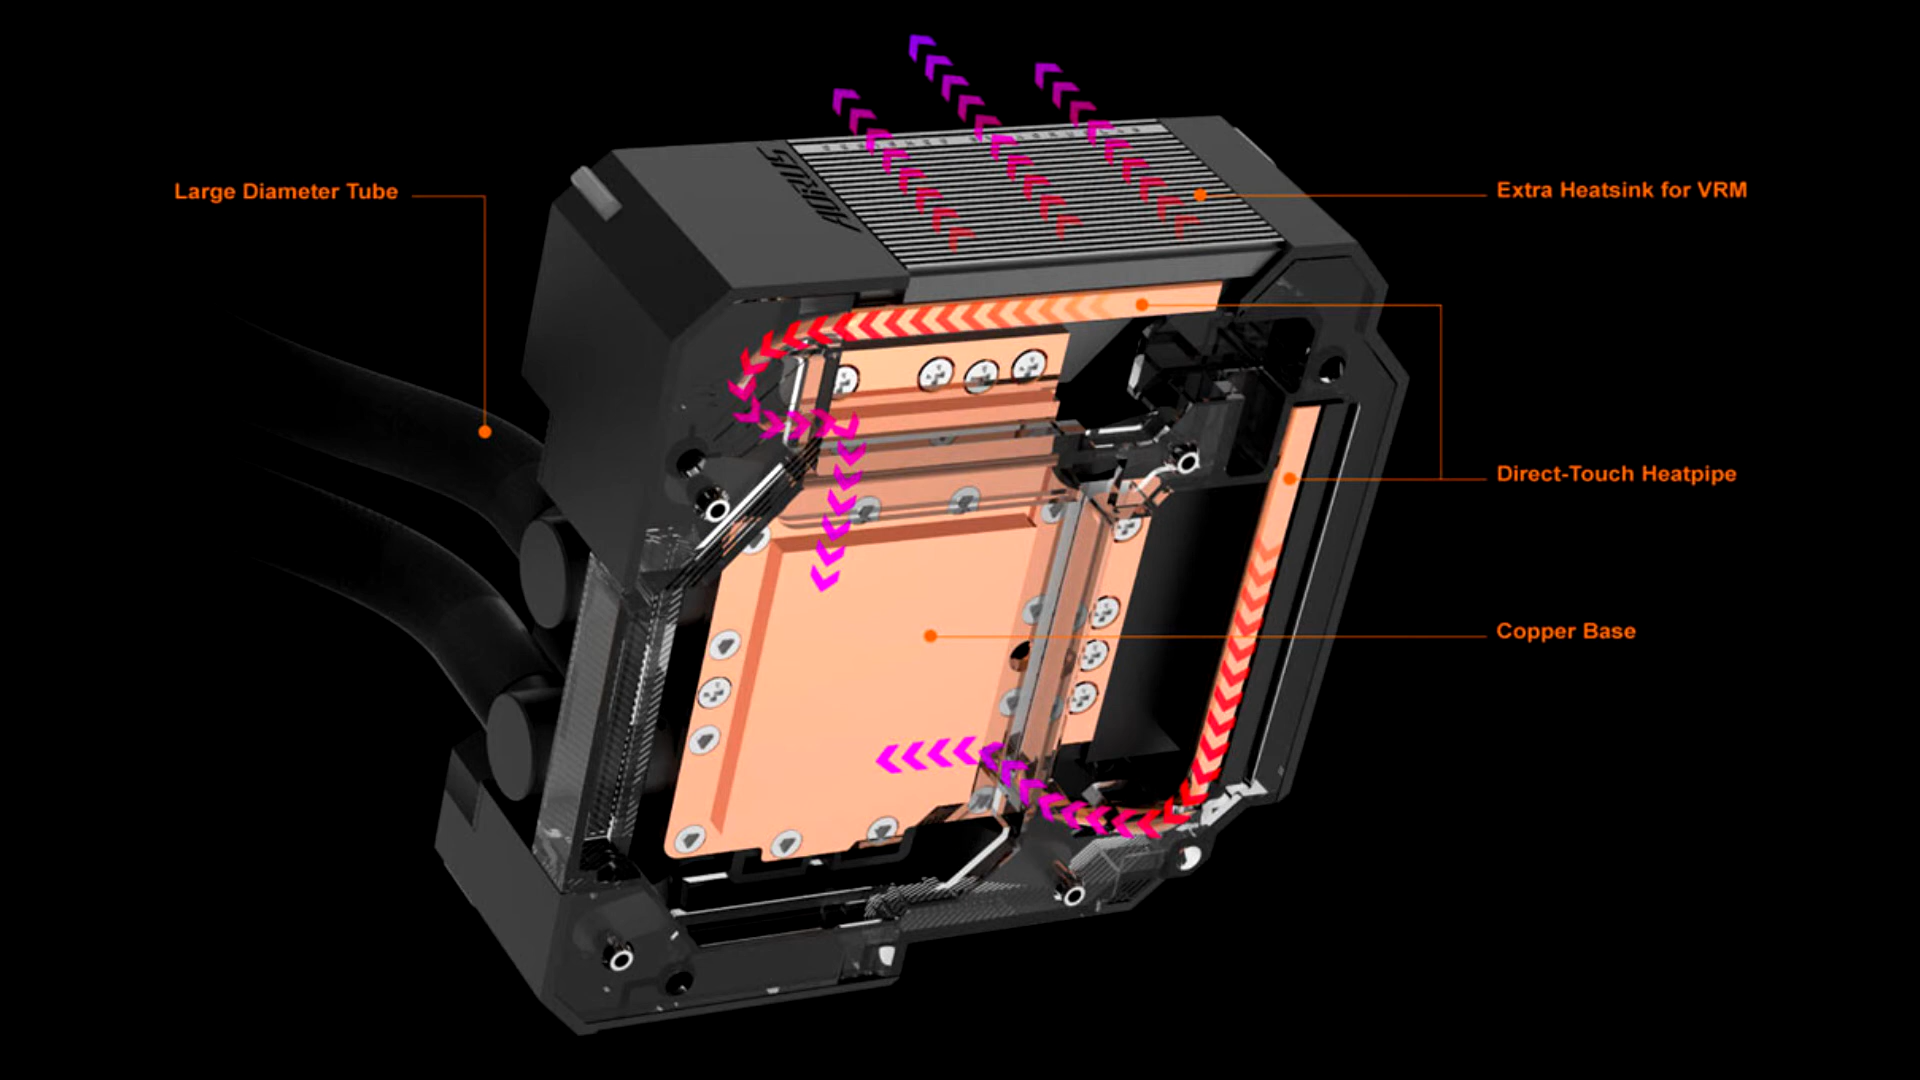 AORUS
Large Diameter Tube
Extra Heatsink for VRM
Direct-Touch Heatpipe
Copper Base